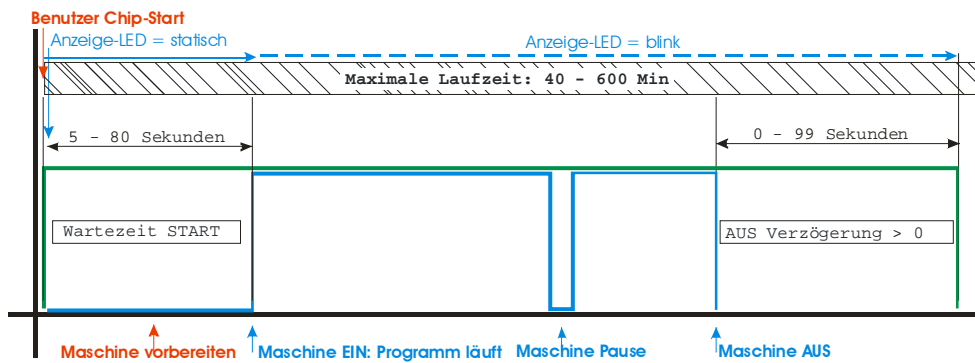 Benutzer Chip-Start
Anzeige-LED = statisch
Anzeige-LED = blink
Maximale Laufzeit: 40 - 600 Min
5 - 80 Sekunden
0 - 99 Sekunden
Wartezeit START
AUS Verzögerung > 0
Maschine vorbereiten
Maschine EIN: Programm läuft
Maschine Pause
Maschine AUS